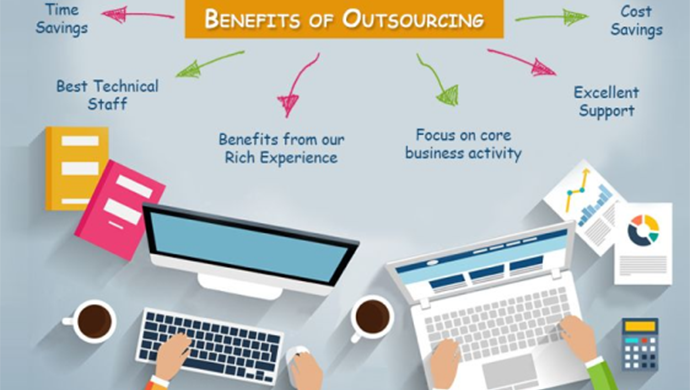 BENEFITS OF OUTSOURCING
Time
Savings
Cost
Savings
Best Technical
Staff
Excellent
Support
Benefits from our
Rich Experience
Focus on core
business activity